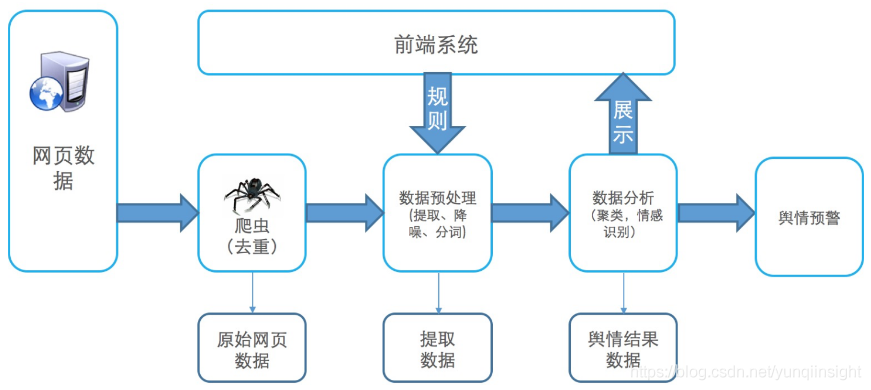 前端系统
网页数
据
规
则
展
示
爬虫
（去重）
数据预处理
(提取、降
噪、分词)
数据分析
（聚类，情感
识别）
舆情预警
原始网页
数据
提取
数据
舆情结果
数据
https://blog.csdn.net/yunqiinsight